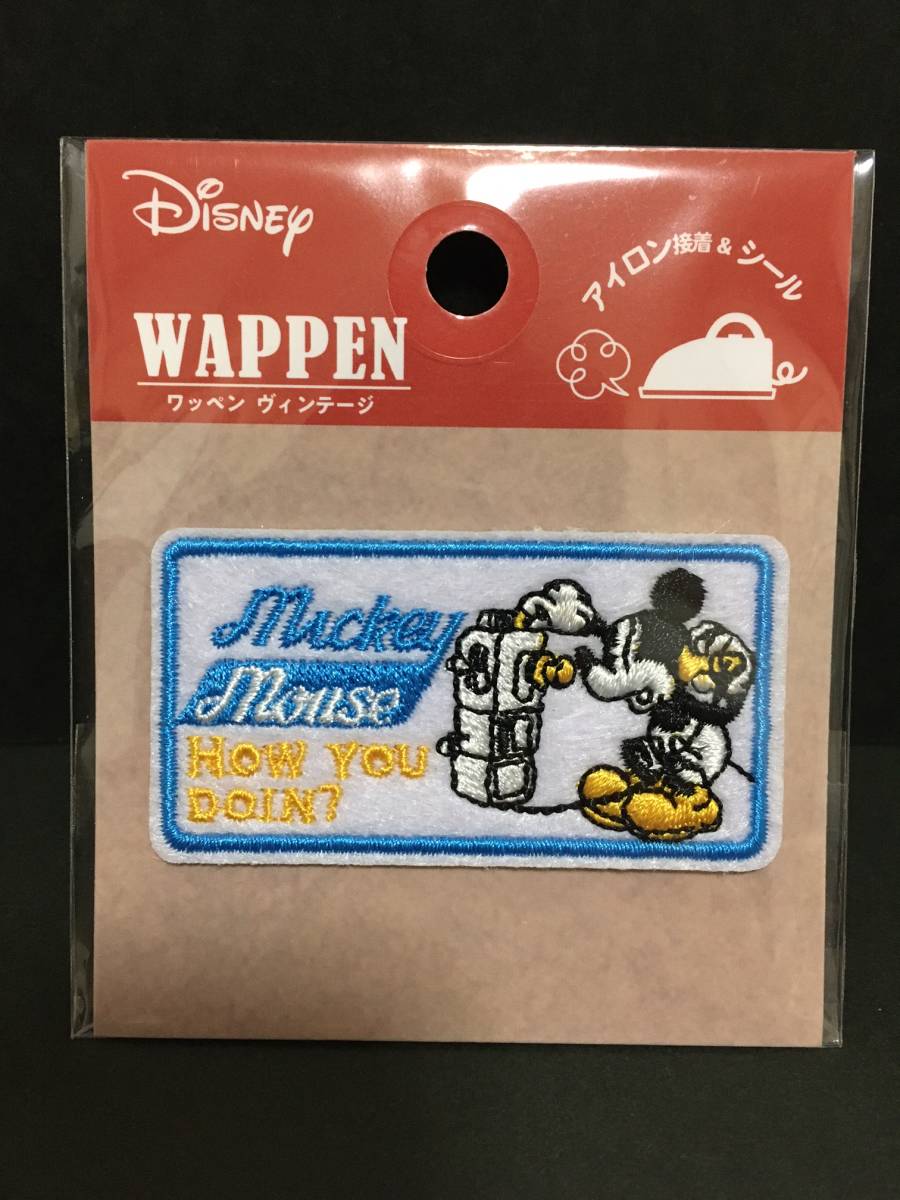 Disney
アイロン接着＆シール
WAPPEN
ワッペン ヴィンテージ
Mickey
Mouse
HOW YOU
DOIN?